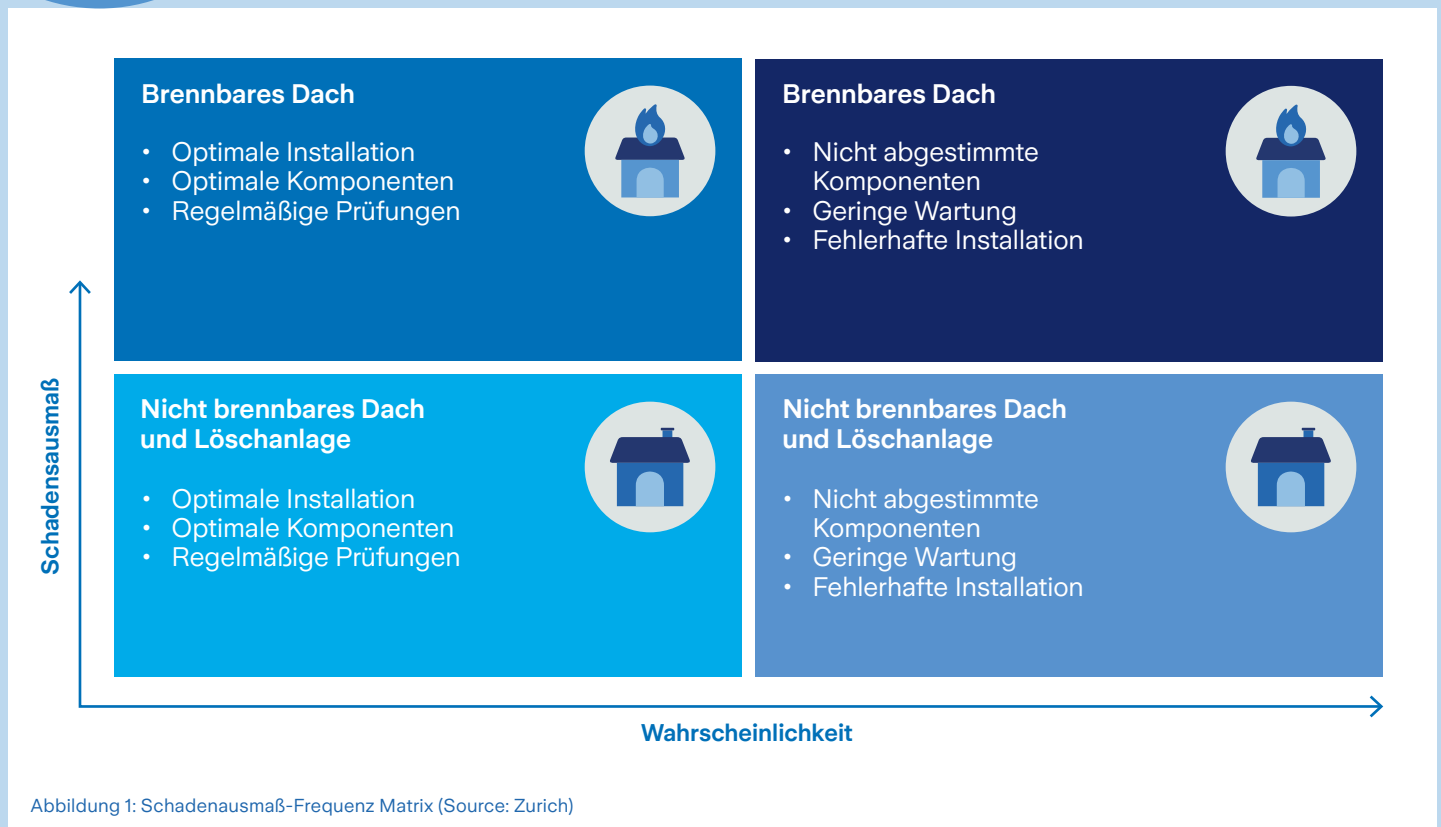 Brennbares Dach
• Optimale Installation
• Optimale Komponenten
• Regelmäßige Prüfungen
Brennbares Dach
• Nicht abgestimmte
Komponenten
• Geringe Wartung
• Fehlerhafte Installation
Schadensausmaß
Nicht brennbares Dach
und Löschanlage
• Optimale Installation
• Optimale Komponenten
• Regelmäßige Prüfungen
Nicht brennbares Dach
und Löschanlage
• Nicht abgestimmte
Komponenten
• Geringe Wartung
• Fehlerhafte Installation
Wahrscheinlichkeit
Abbildung 1: Schadenausmaß-Frequenz Matrix (Source: Zurich)